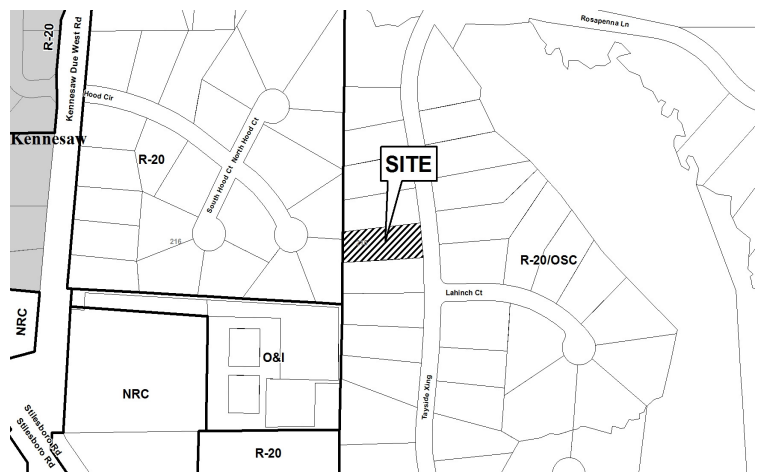 Rosapenna Ln
R-20
Kennesaw Due West Rd
Hood Cir
Kennesaw
R-20
North Hood Ct
South Hood Ct
SITE
216
R-20/OSC
Lahinch Ct
NRC
O&I
NRC
Tayside Xing
Stilesboro Rd
Stilesboro Rd
R-20